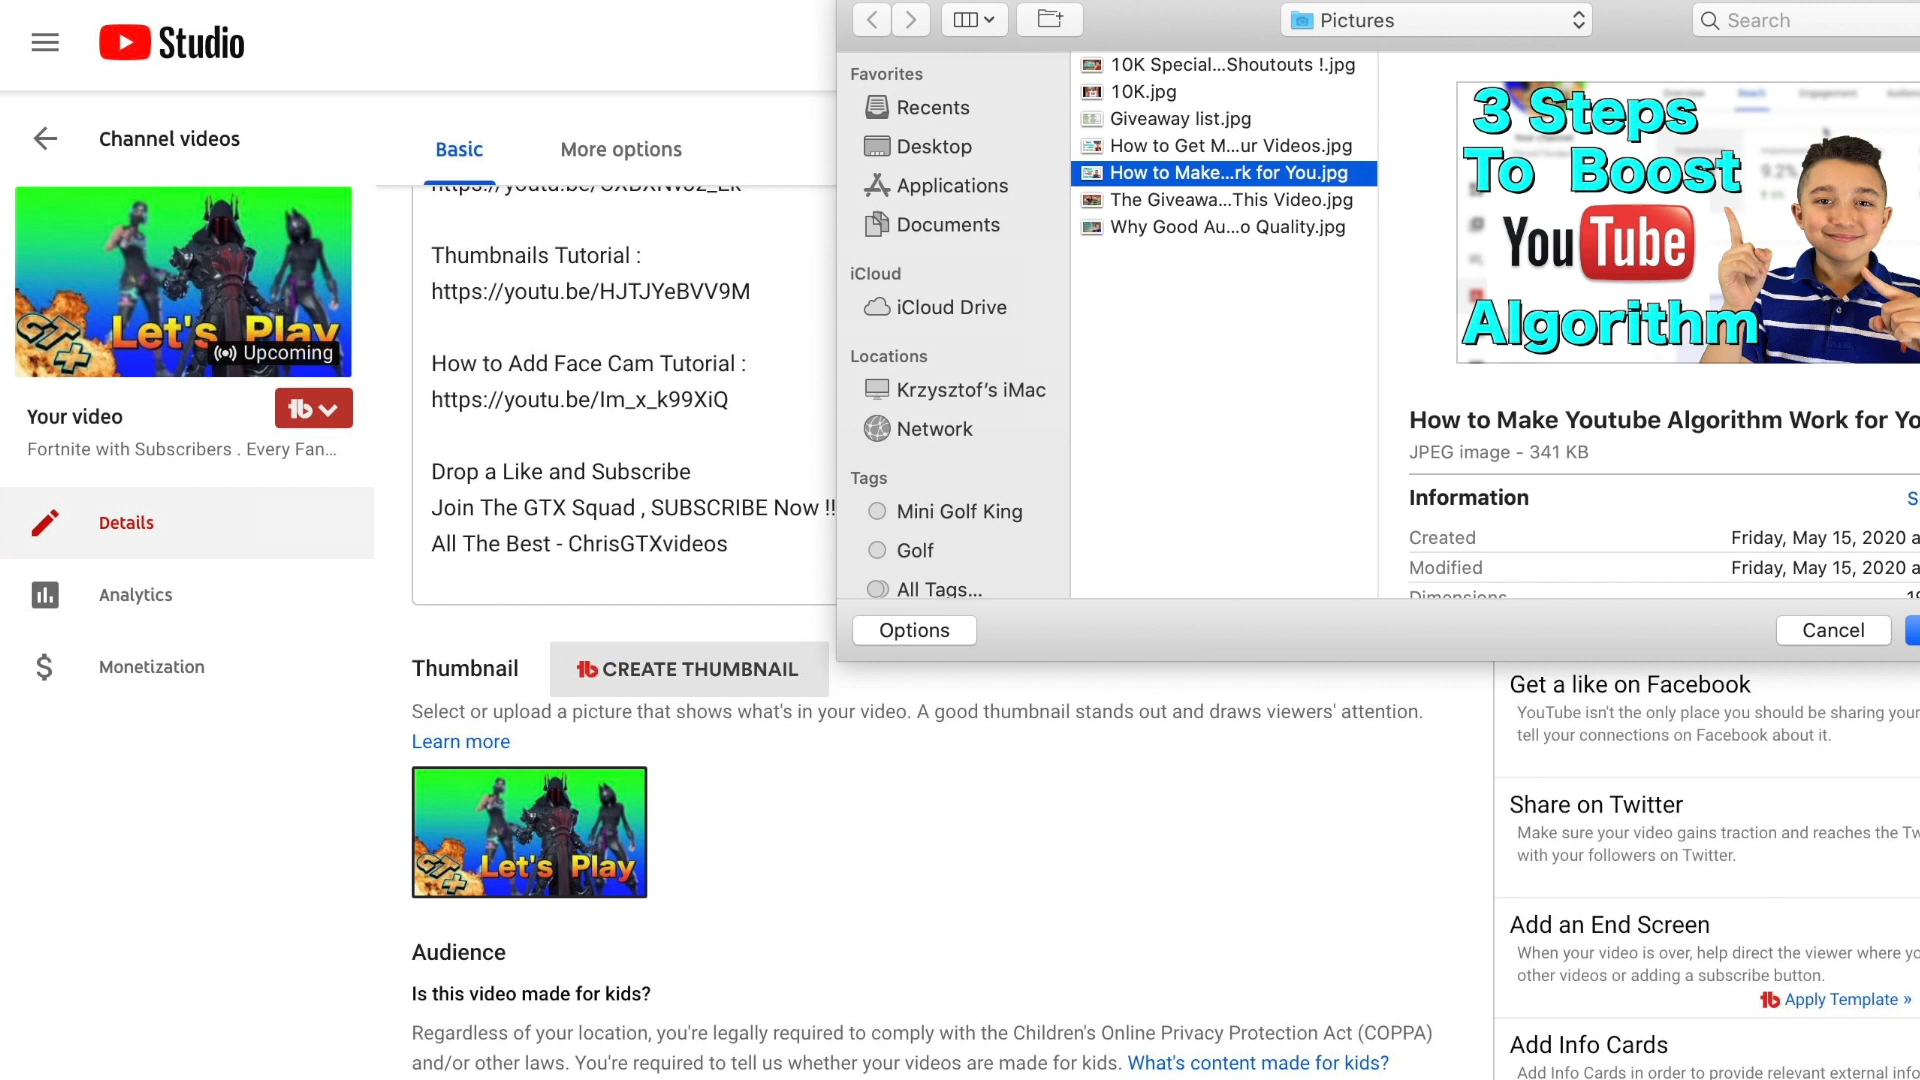 Studio
Channel videos
Let's Play
Upcoming
Your video
Fortnite with Subscribers . Every Fan...
Details
Analytics
Monetization
Basic
More options
Thumbnails Tutorial :
https://youtu.be/HJTJYeBVV9M
How to Add Face Cam Tutorial :
https://youtu.be/Im_x_k99XiQ
Drop a Like and Subscribe
Join The GTX Squad , SUBSCRIBE Now !!
All The Best - ChrisGTXvideos
Thumbnail
CREATE THUMBNAIL
Select or upload a picture that shows what's in your video. A good thumbnail stands out and draws viewers' attention.
Learn more
Let's Play
Audience
Is this video made for kids?
Regardless of your location, you're legally required to comply with the Children's Online Privacy Protection Act (COPPA)
and/or other laws. You're required to tell us whether your videos are made for kids. What's content made for kids?
Pictures
Search
Favorites
Recents
Desktop
Applications
Documents
iCloud
iCloud Drive
Locations
Krzysztof's iMac
Network
Tags
Mini Golf King
Golf
All Tags...
10K Special...Shoutouts !.jpg
10K.jpg
Giveaway list.jpg
How to Get M...ur Videos.jpg
How to Make...rk for You.jpg
The Giveawa...This Video.jpg
Why Good Au...o Quality.jpg
3 Steps
To Boost
YouTube
Algorithm
How to Make Youtube Algorithm Work for Yo
JPEG image - 341 KB
Information
Created Friday, May 15, 2020 a
Modified Friday, May 15, 2020 a
Options
Cancel
Get a like on Facebook
YouTube isn't the only place you should be sharing your
tell your connections on Facebook about it.
Share on Twitter
Make sure your video gains traction and reaches the Tw
with your followers on Twitter.
Add an End Screen
When your video is over, help direct the viewer where yo
other videos or adding a subscribe button.
Apply Template »
Add Info Cards
Add Info Cards in order to provide relevant external info